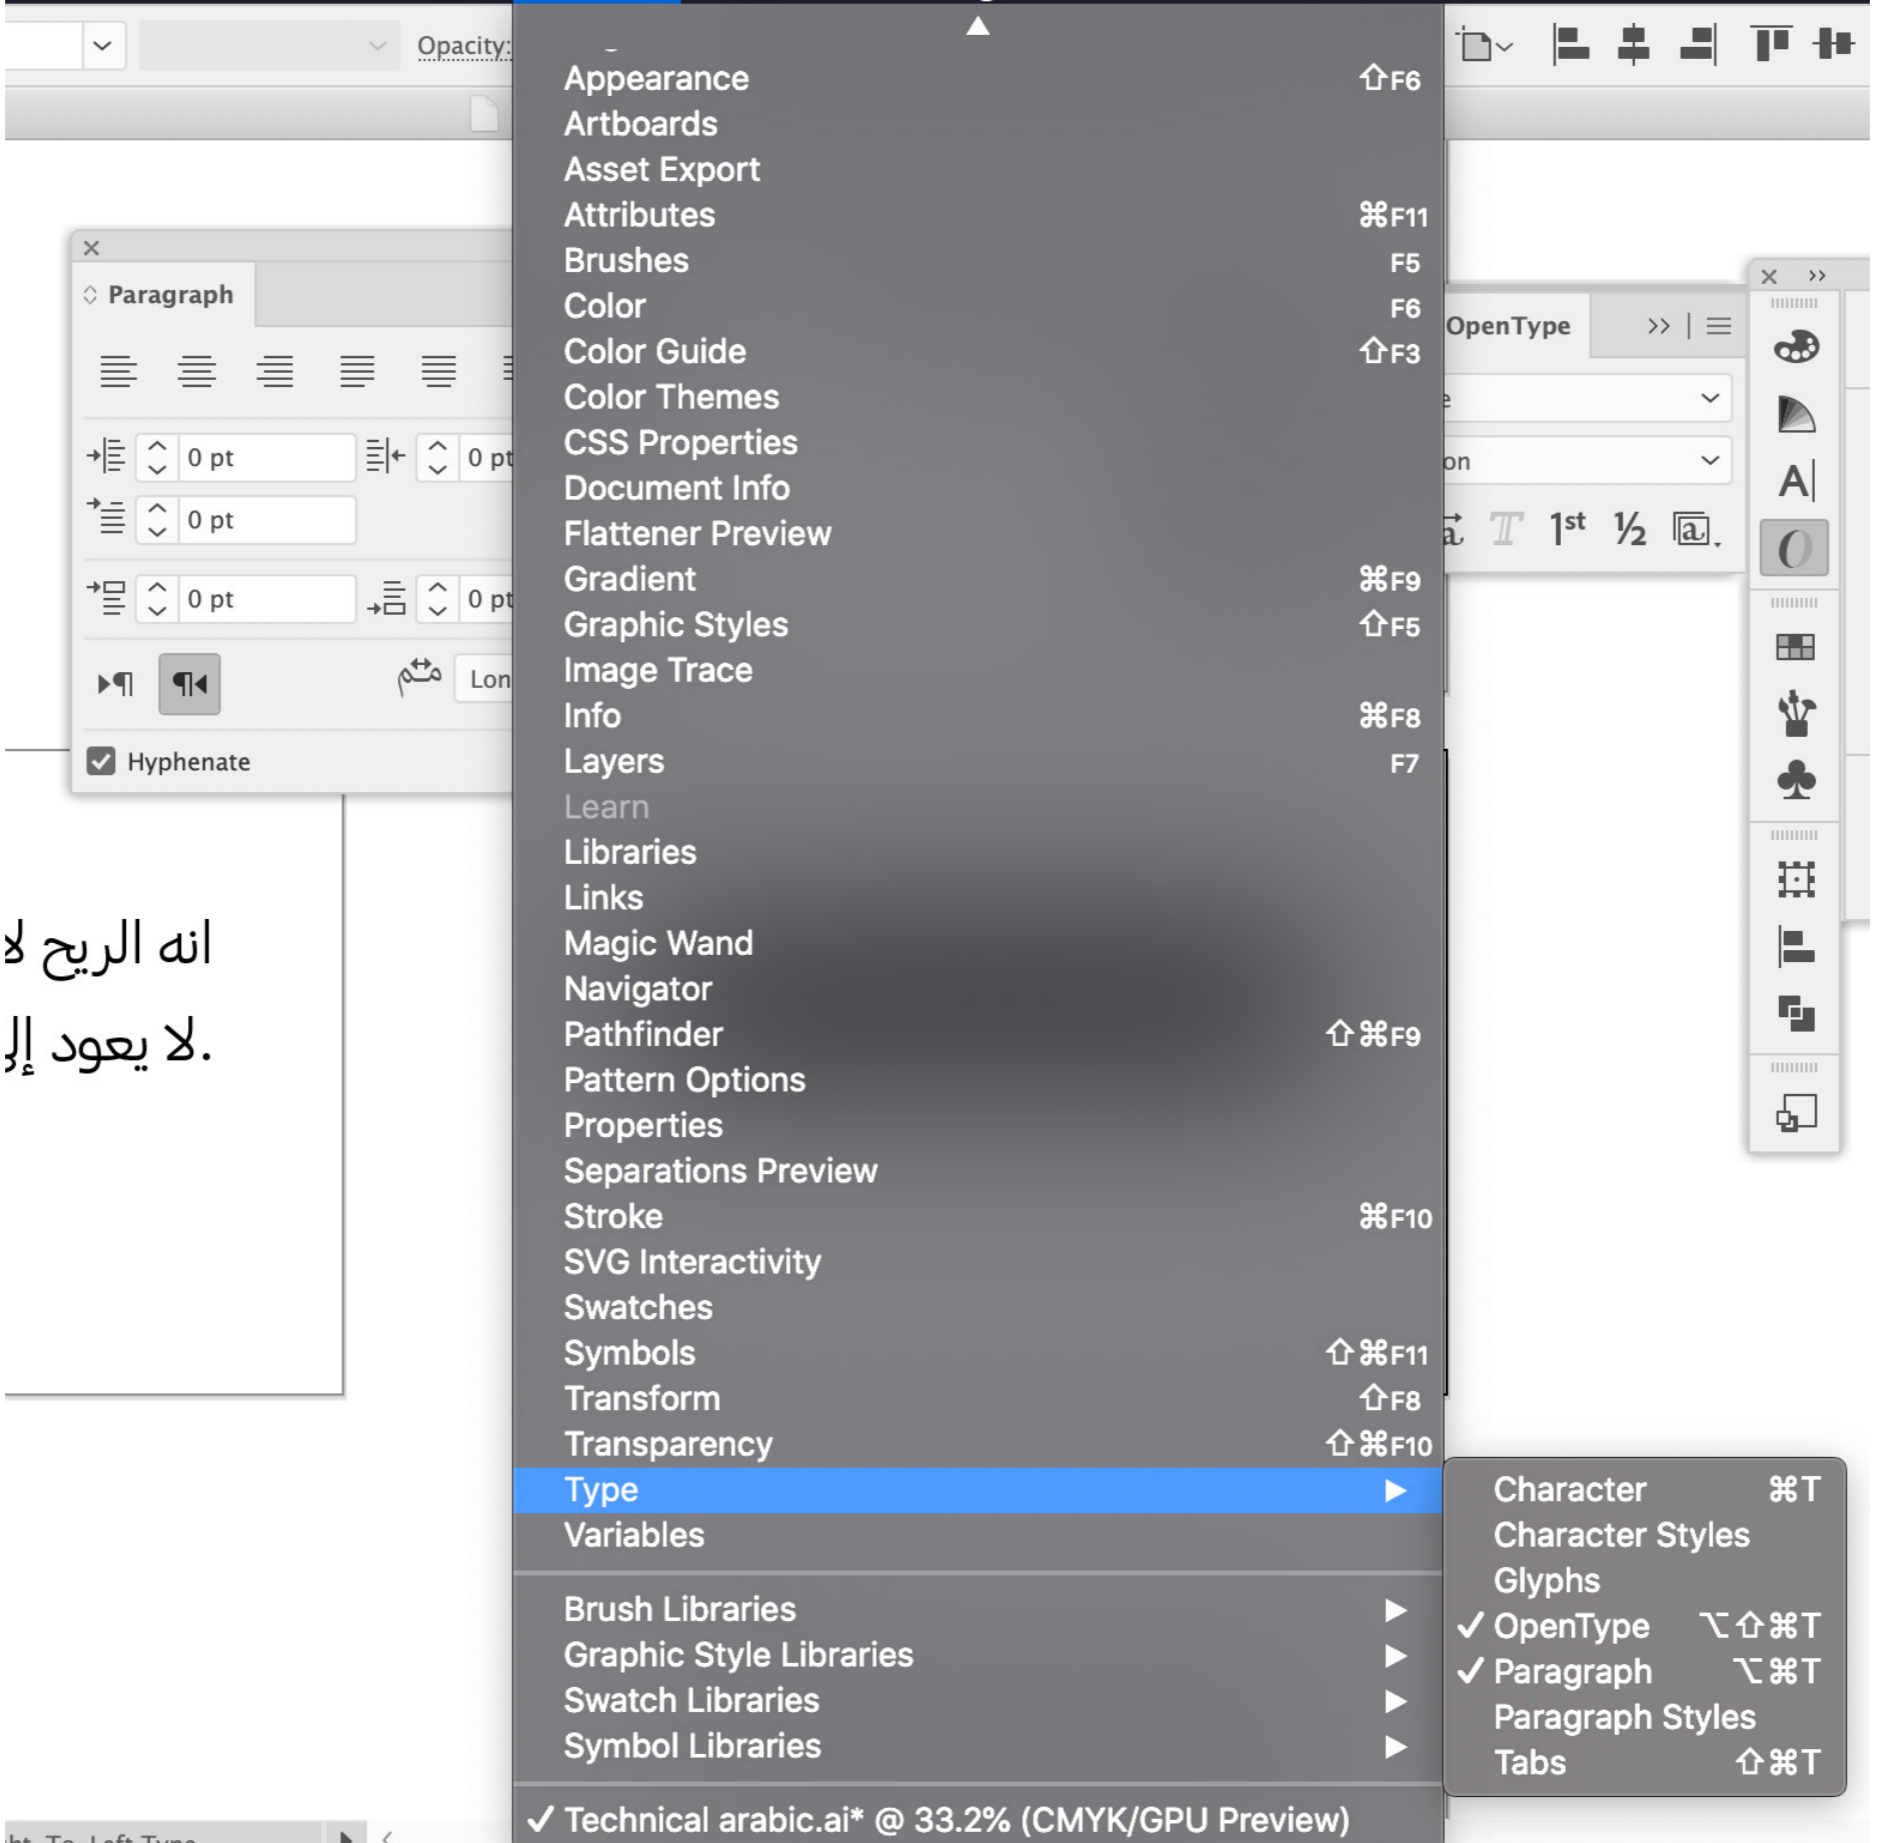 Opacity:
Appearance ⇧F6
Artboards
Asset Export
Attributes ⌘F11
Brushes F5
Color F6
Color Guide ⇧F3
Color Themes
CSS Properties
Document Info
Flattener Preview
Gradient ⌘F9
Graphic Styles ⇧F5
Image Trace
Info ⌘F8
Layers F7
Learn
Libraries
Links
Magic Wand
Navigator
Pathfinder ⇧⌘F9
Pattern Options
Properties
Separations Preview
Stroke ⌘F10
SVG Interactivity
Swatches
Symbols ⇧⌘F11
Transform ⇧F8
Transparency ⇧⌘F10
Type ▶
Variables
Brush Libraries ▶
Graphic Style Libraries ▶
Swatch Libraries ▶
Symbol Libraries ▶
✓ Technical arabic.ai* @ 33.2% (CMYK/GPU Preview)
Character ⌘T
Character Styles
Glyphs
✓ OpenType ⌥⇧⌘T
✓ Paragraph ⌥⌘T
Paragraph Styles
Tabs ⇧⌘T
Paragraph
0 pt 0 pt
0 pt
0 pt 0 pt
Lon
Hyphenate
OpenType
on
1st ½
انه الريح لا
.لا يعود إل